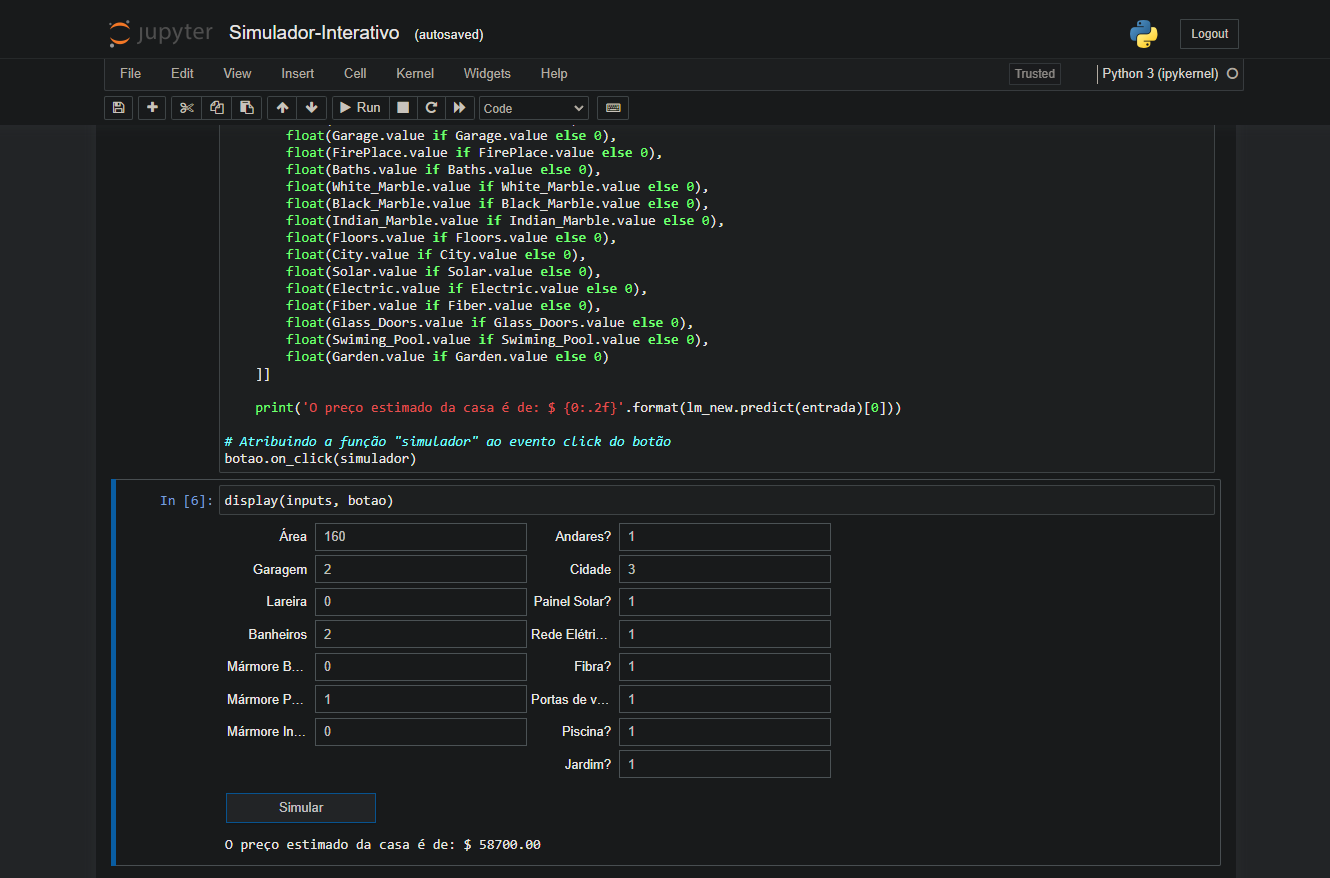 jupyter Simulador-Interativo (autosaved) Logout
File Edit View Insert Cell Kernel Widgets Help Trusted Python 3 (ipykernel)
Run Code
float(Garage.value if Garage.value else 0),
float(FirePlace.value if FirePlace.value else 0),
float(Baths.value if Baths.value else 0),
float(White_Marble.value if White_Marble.value else 0),
float(Black_Marble.value if Black_Marble.value else 0),
float(Indian_Marble.value if Indian_Marble.value else 0),
float(Floors.value if Floors.value else 0),
float(City.value if City.value else 0),
float(Solar.value if Solar.value else 0),
float(Electric.value if Electric.value else 0),
float(Fiber.value if Fiber.value else 0),
float(Glass_Doors.value if Glass_Doors.value else 0),
float(Swiming_Pool.value if Swiming_Pool.value else 0),
float(Garden.value if Garden.value else 0)
]]
print('O preço estimado da casa é de: $ {0:.2f}'.format(lm_new.predict(entrada)[0]))
# Atribuindo a função "simulador" ao evento click do botão
botao.on_click(simulador)
In [6]: display(inputs, botao)
Área 160 Andares? 1
Garagem 2 Cidade 3
Lareira 0 Painel Solar? 1
Banheiros 2 Rede Elétri... 1
Mármore B... 0 Fibra? 1
Mármore P... 1 Portas de v... 1
Mármore In... 0 Piscina? 1
Jardim? 1
Simular
O preço estimado da casa é de: $ 58700.00